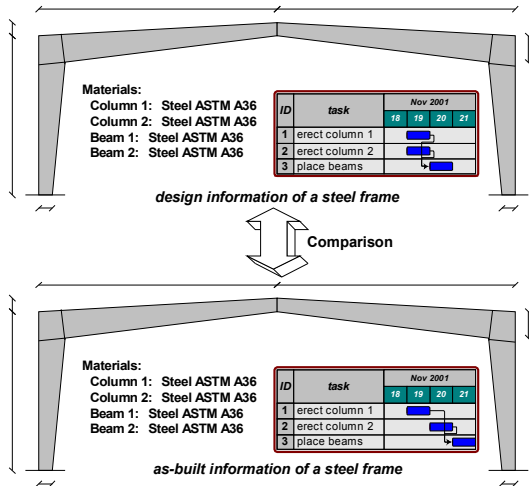 Materials:
Column 1: Steel ASTM A36
Column 2: Steel ASTM A36
Beam 1: Steel ASTM A36
Beam 2: Steel ASTM A36
ID task Nov 2001
18 19 20 21
1 erect column 1
2 erect column 2
3 place beams
design information of a steel frame
Comparison
Materials:
Column 1: Steel ASTM A36
Column 2: Steel ASTM A36
Beam 1: Steel ASTM A36
Beam 2: Steel ASTM A36
ID task Nov 2001
18 19 20 21
1 erect column 1
2 erect column 2
3 place beams
as-built information of a steel frame